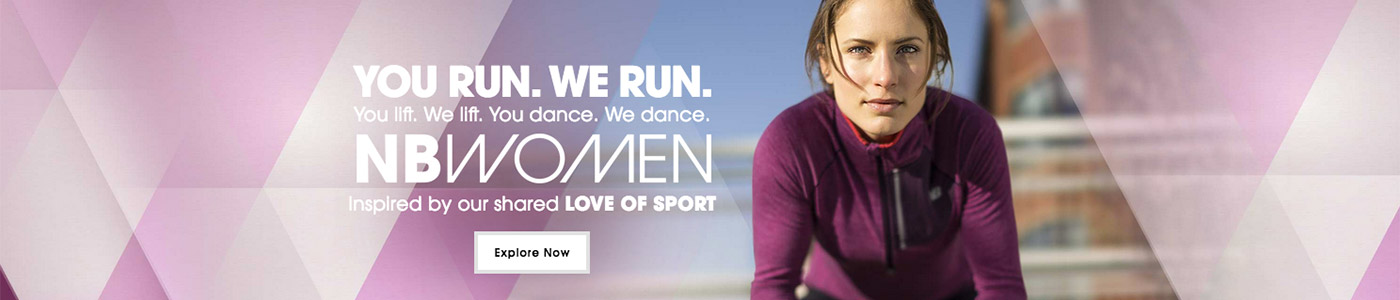 YOU RUN. WE RUN.
You lift. We lift. You dance. We dance.
NBWOMEN
Inspired by our shared LOVE OF SPORT
Explore Now